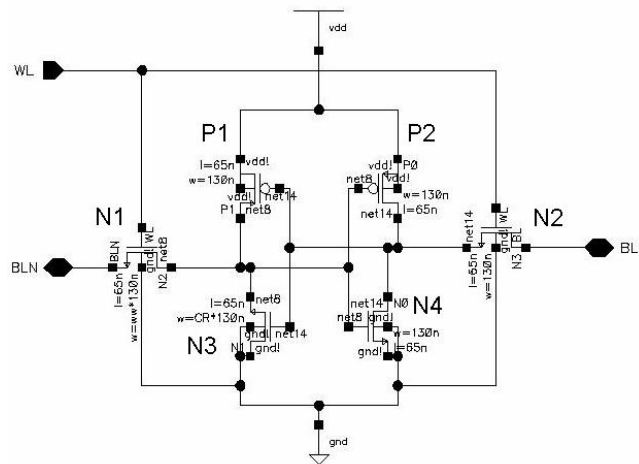 vdd
WL
P1
P2
l=65n
vdd!
vdd!
P0
w=130n
net8
vdd!
vdd!
net14
w=130n
P1
net8
net14
l=65n
N1
N2
BLN
WL
net8
gnd!
l=65n
w=ww*130n
N2
net14
WL
BL
gnd!
l=65n
w=130n
N3
BLN
BL
l=65n
net8
net14
N0
w=CR*130n
net8
gnd!
N4
gnd!
net14
w=130n
N3
N1
gnd!
gnd!
l=65n
gnd